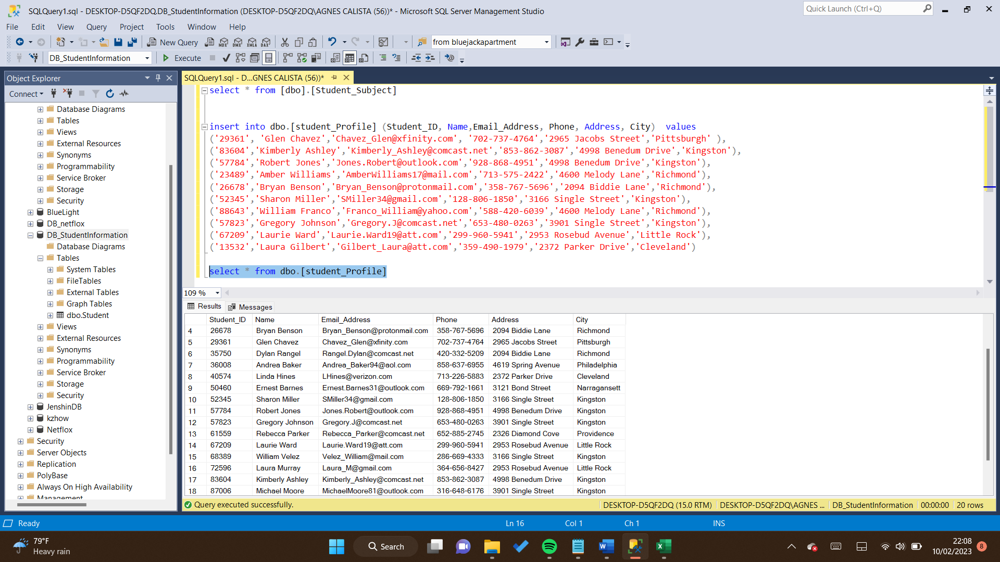 SQLQuery1.sql - DESKTOP-D5QF2DQ.DB_StudentInformation (DESKTOP-D5QF2DQ\AGNES CALISTA (56))* - Microsoft SQL Server Management Studio
Quick Launch (Ctrl+Q)
File Edit View Query Project Tools Window Help
New Query MDX DMX XMLA DAX from bluejackapartment
DB_StudentInformation Execute
Object Explorer
Connect
Database Diagrams
Tables
Views
External Resources
Synonyms
Programmability
Service Broker
Storage
Security
BlueLight
DB_netflox
DB_StudentInformation
Database Diagrams
Tables
System Tables
FileTables
External Tables
Graph Tables
dbo.Student
Views
External Resources
Synonyms
Programmability
Service Broker
Storage
Security
JenshinDB
kzhow
Netflox
Security
Server Objects
Replication
PolyBase
Always On High Availability
Management
SQLQuery1.sql - D...GNES CALISTA (56))*
select * from [dbo].[Student_Subject]
insert into dbo.[student_Profile] (Student_ID, Name,Email_Address, Phone, Address, City)  values
('29361', 'Glen Chavez','Chavez_Glen@xfinity.com', '702-737-4764','2965 Jacobs Street','Pittsburgh' ),
('83604','Kimberly Ashley','Kimberly_Ashley@comcast.net','853-862-3087','4998 Benedum Drive','Kingston'),
('57784','Robert Jones','Jones.Robert@outlook.com','928-868-4951','4998 Benedum Drive','Kingston'),
('23489','Amber Williams','AmberWilliams17@mail.com','713-575-2422','4600 Melody Lane','Richmond'),
('26678','Bryan Benson','Bryan_Benson@protonmail.com','358-767-5696','2094 Biddie Lane','Richmond'),
('52345','Sharon Miller','SMiller34@gmail.com','128-806-1850','3166 Single Street','Kingston'),
('88643','William Franco','Franco_William@yahoo.com','588-420-6039','4600 Melody Lane','Richmond'),
('57823','Gregory Johnson','Gregory.J@comcast.net','653-480-0263','3901 Single Street','Kingston'),
('67209','Laurie Ward','Laurie.Ward19@att.com','299-960-5941','2953 Rosebud Avenue','Little Rock'),
('13532','Laura Gilbert','Gilbert_Laura@att.com','359-490-1979','2372 Parker Drive','Cleveland')
select * from dbo.[student_Profile]
109 %
Results Messages
Student_ID Name Email_Address Phone Address City
4 26678 Bryan Benson Bryan_Benson@protonmail.com 358-767-5696 2094 Biddie Lane Richmond
5 29361 Glen Chavez Chavez_Glen@xfinity.com 702-737-4764 2965 Jacobs Street Pittsburgh
6 35750 Dylan Rangel Rangel.Dylan@comcast.net 420-332-5209 2094 Biddie Lane Richmond
7 36008 Andrea Baker Andrea_Baker94@aol.com 858-637-6955 4619 Spring Avenue Philadelphia
8 40574 Linda Hines LHines@verizon.com 713-226-5883 2372 Parker Drive Cleveland
9 50460 Ernest Barnes Ernest.Barnes31@outlook.com 669-792-1661 3121 Bond Street Narragansett
10 52345 Sharon Miller SMiller34@gmail.com 128-806-1850 3166 Single Street Kingston
11 57784 Robert Jones Jones.Robert@outlook.com 928-868-4951 4998 Benedum Drive Kingston
12 57823 Gregory Johnson Gregory.J@comcast.net 653-480-0263 3901 Single Street Kingston
13 61559 Rebecca Parker Rebecca_Parker@comcast.net 652-885-2745 2326 Diamond Cove Providence
14 67209 Laurie Ward Laurie.Ward19@att.com 299-960-5941 2953 Rosebud Avenue Little Rock
15 68389 William Velez Velez_William@mail.com 286-669-4333 3166 Single Street Kingston
16 72596 Laura Murray Laura_M@gmail.com 364-656-8427 2953 Rosebud Avenue Little Rock
17 83604 Kimberly Ashley Kimberly_Ashley@comcast.net 853-862-3087 4998 Benedum Drive Kingston
18 87006 Michael Moore MichaelMoore81@outlook.com 316-648-6176 3901 Single Street Kingston
Query executed successfully. DESKTOP-D5QF2DQ (15.0 RTM) DESKTOP-D5QF2DQ\AGNES ... DB_StudentInformation 00:00:00 20 rows
Ready Ln 16 Col 1 Ch 1 INS
79°F
Heavy rain
Search
22:08
10/02/2023
8